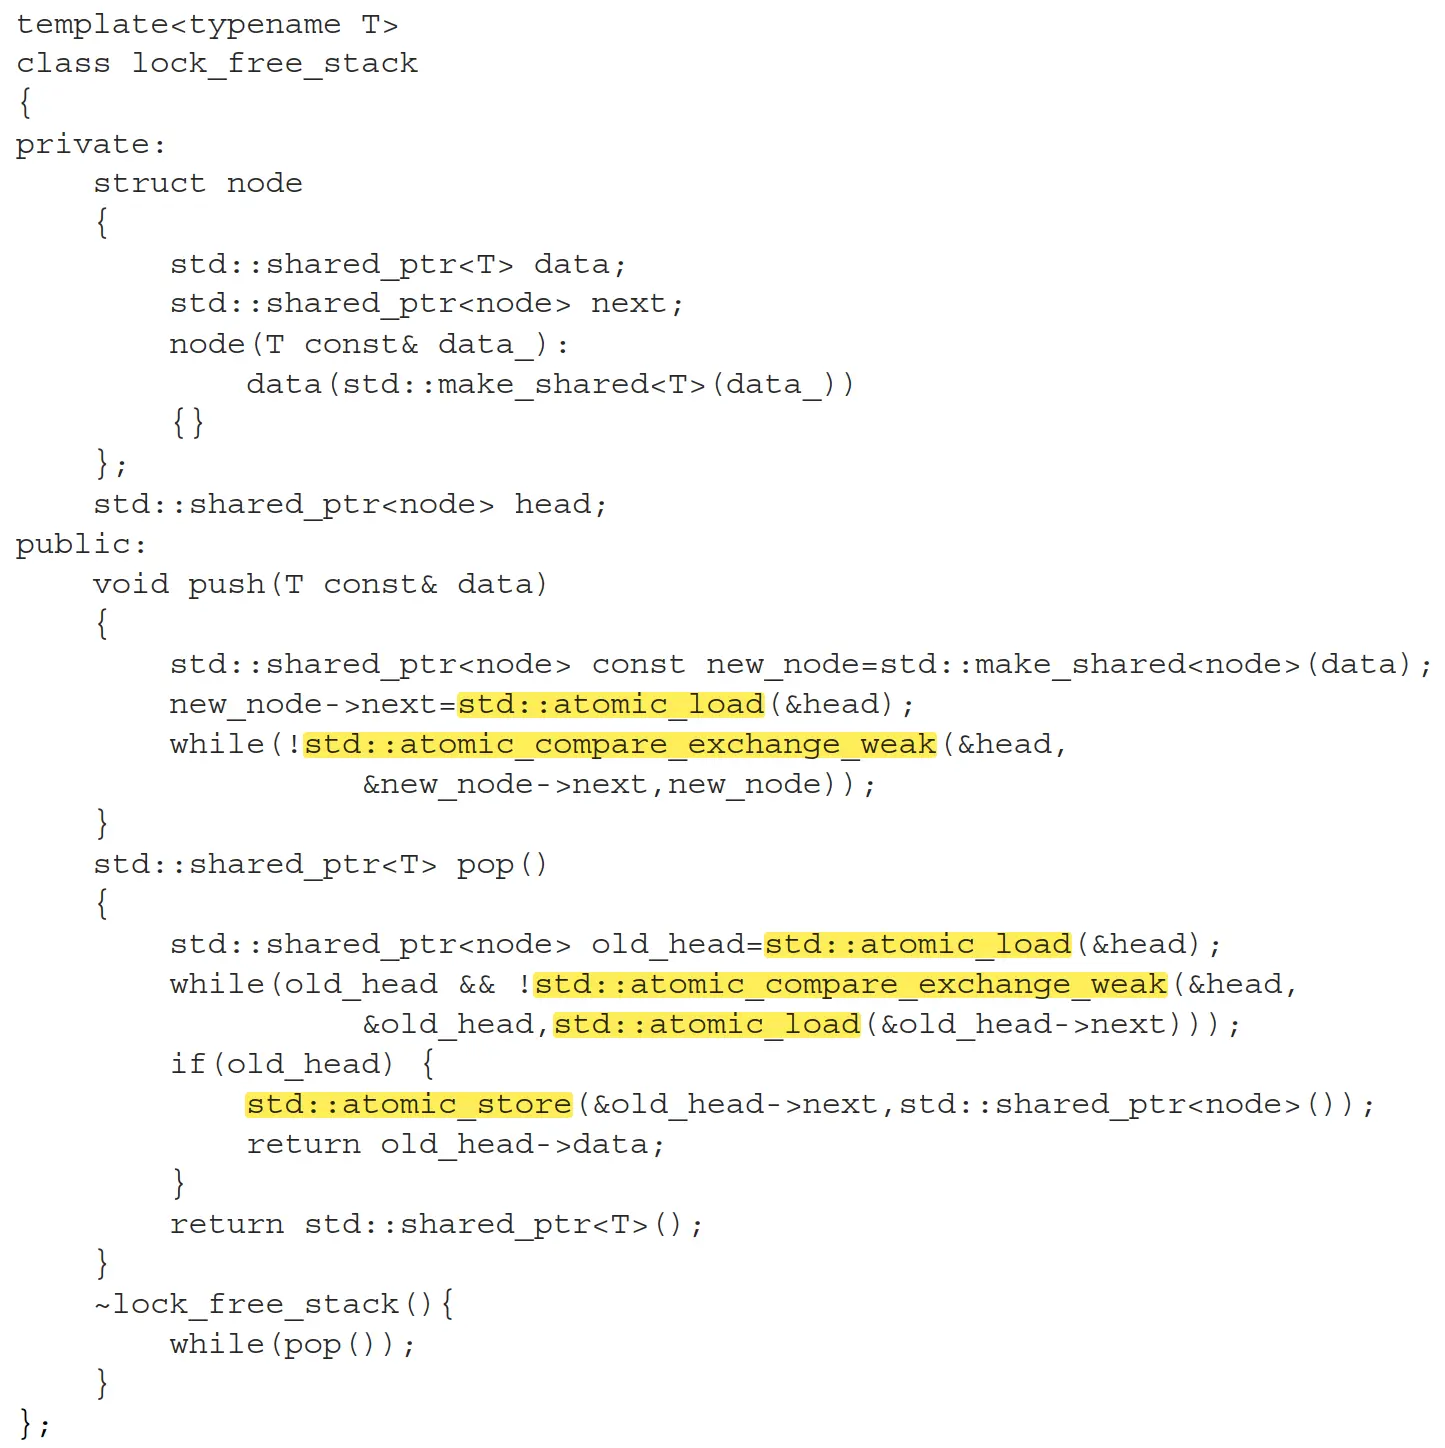 template<typename T>
class lock_free_stack
{
private:
    struct node
    {
        std::shared_ptr<T> data;
        std::shared_ptr<node> next;
        node(T const& data_):
            data(std::make_shared<T>(data_))
        {}
    };
    std::shared_ptr<node> head;
public:
    void push(T const& data)
    {
        std::shared_ptr<node> const new_node=std::make_shared<node>(data);
        new_node->next=std::atomic_load(&head);
        while(!std::atomic_compare_exchange_weak(&head,
                  &new_node->next,new_node));
    }
    std::shared_ptr<T> pop()
    {
        std::shared_ptr<node> old_head=std::atomic_load(&head);
        while(old_head && !std::atomic_compare_exchange_weak(&head,
                  &old_head,std::atomic_load(&old_head->next)));
        if(old_head) {
            std::atomic_store(&old_head->next,std::shared_ptr<node>());
            return old_head->data;
        }
        return std::shared_ptr<T>();
    }
    ~lock_free_stack(){
        while(pop());
    }
};